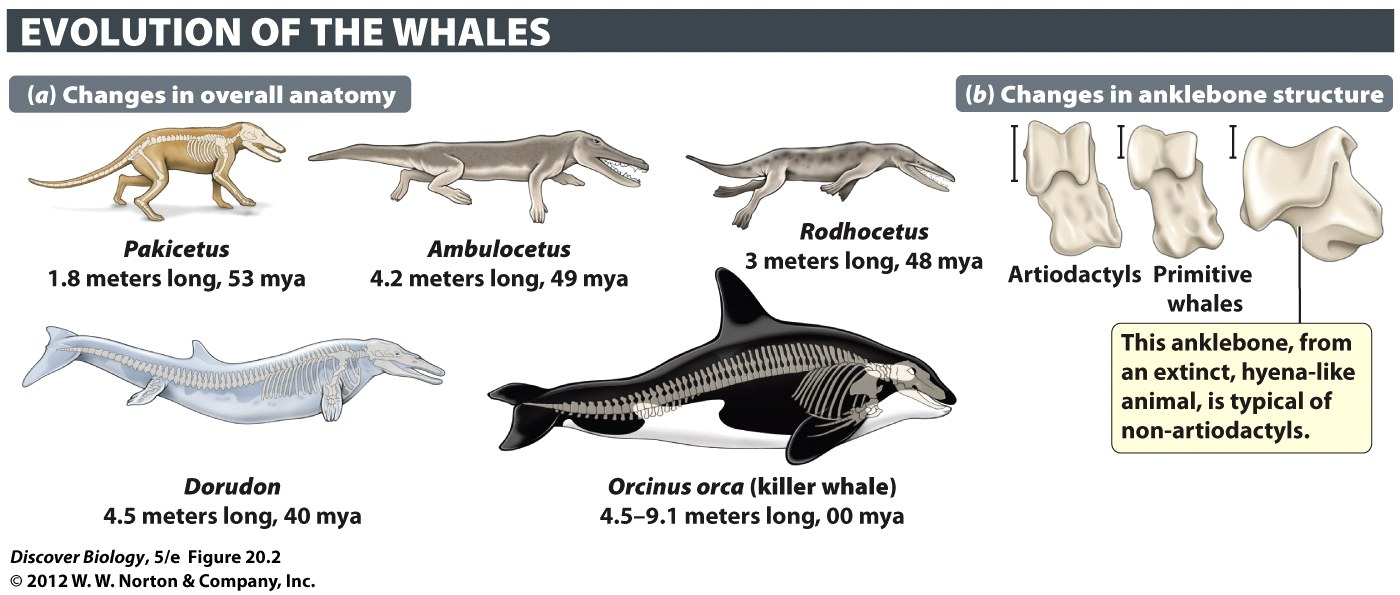 EVOLUTION OF THE WHALES
(a) Changes in overall anatomy
Pakicetus
1.8 meters long, 53 mya
Ambulocetus
4.2 meters long, 49 mya
Rodhocetus
3 meters long, 48 mya
Dorudon
4.5 meters long, 40 mya
Orcinus orca (killer whale)
4.5–9.1 meters long, 00 mya
(b) Changes in anklebone structure
Artiodactyls
Primitive
whales
This anklebone, from
an extinct, hyena-like
animal, is typical of
non-artiodactyls.
Discover Biology, 5/e Figure 20.2
© 2012 W. W. Norton & Company, Inc.